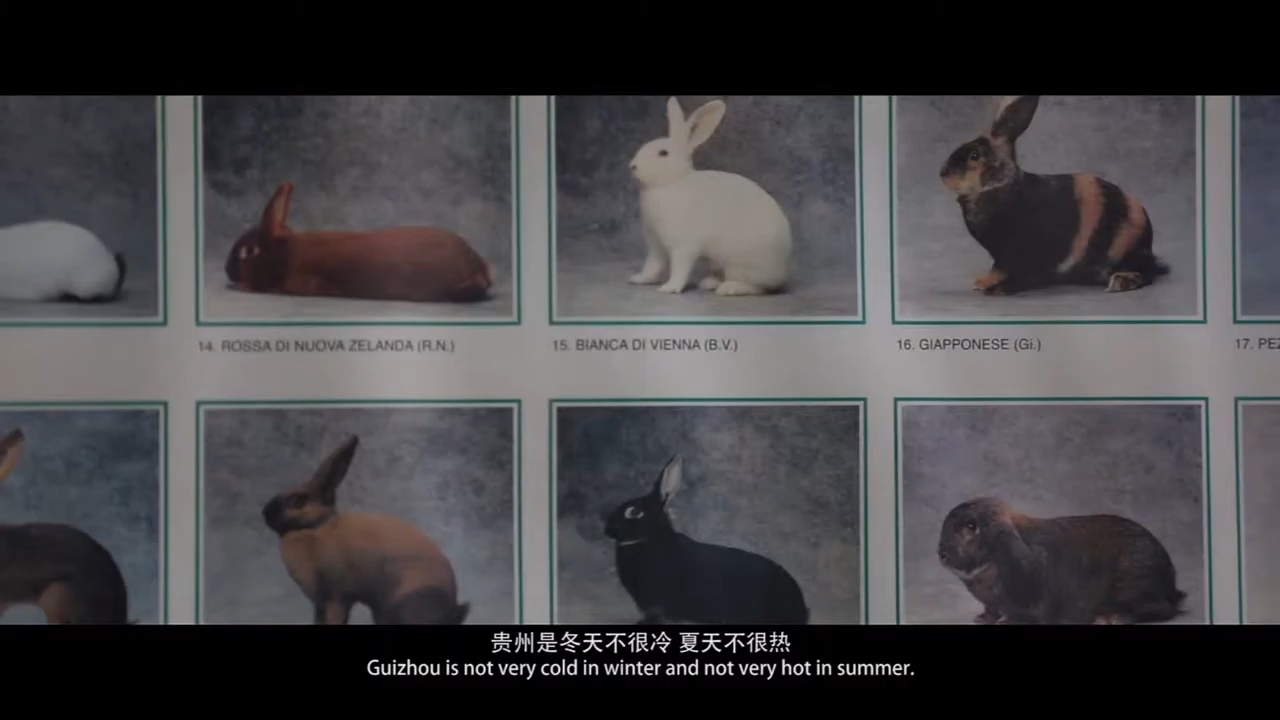 14. ROSSA DI NUOVA ZELANDA (R.N.)
15. BIANCA DI VIENNA (B.V.)
16. GIAPPONESE (Gi.)
17. PEZ
贵州是冬天不很冷 夏天不很热
Guizhou is not very cold in winter and not very hot in summer.